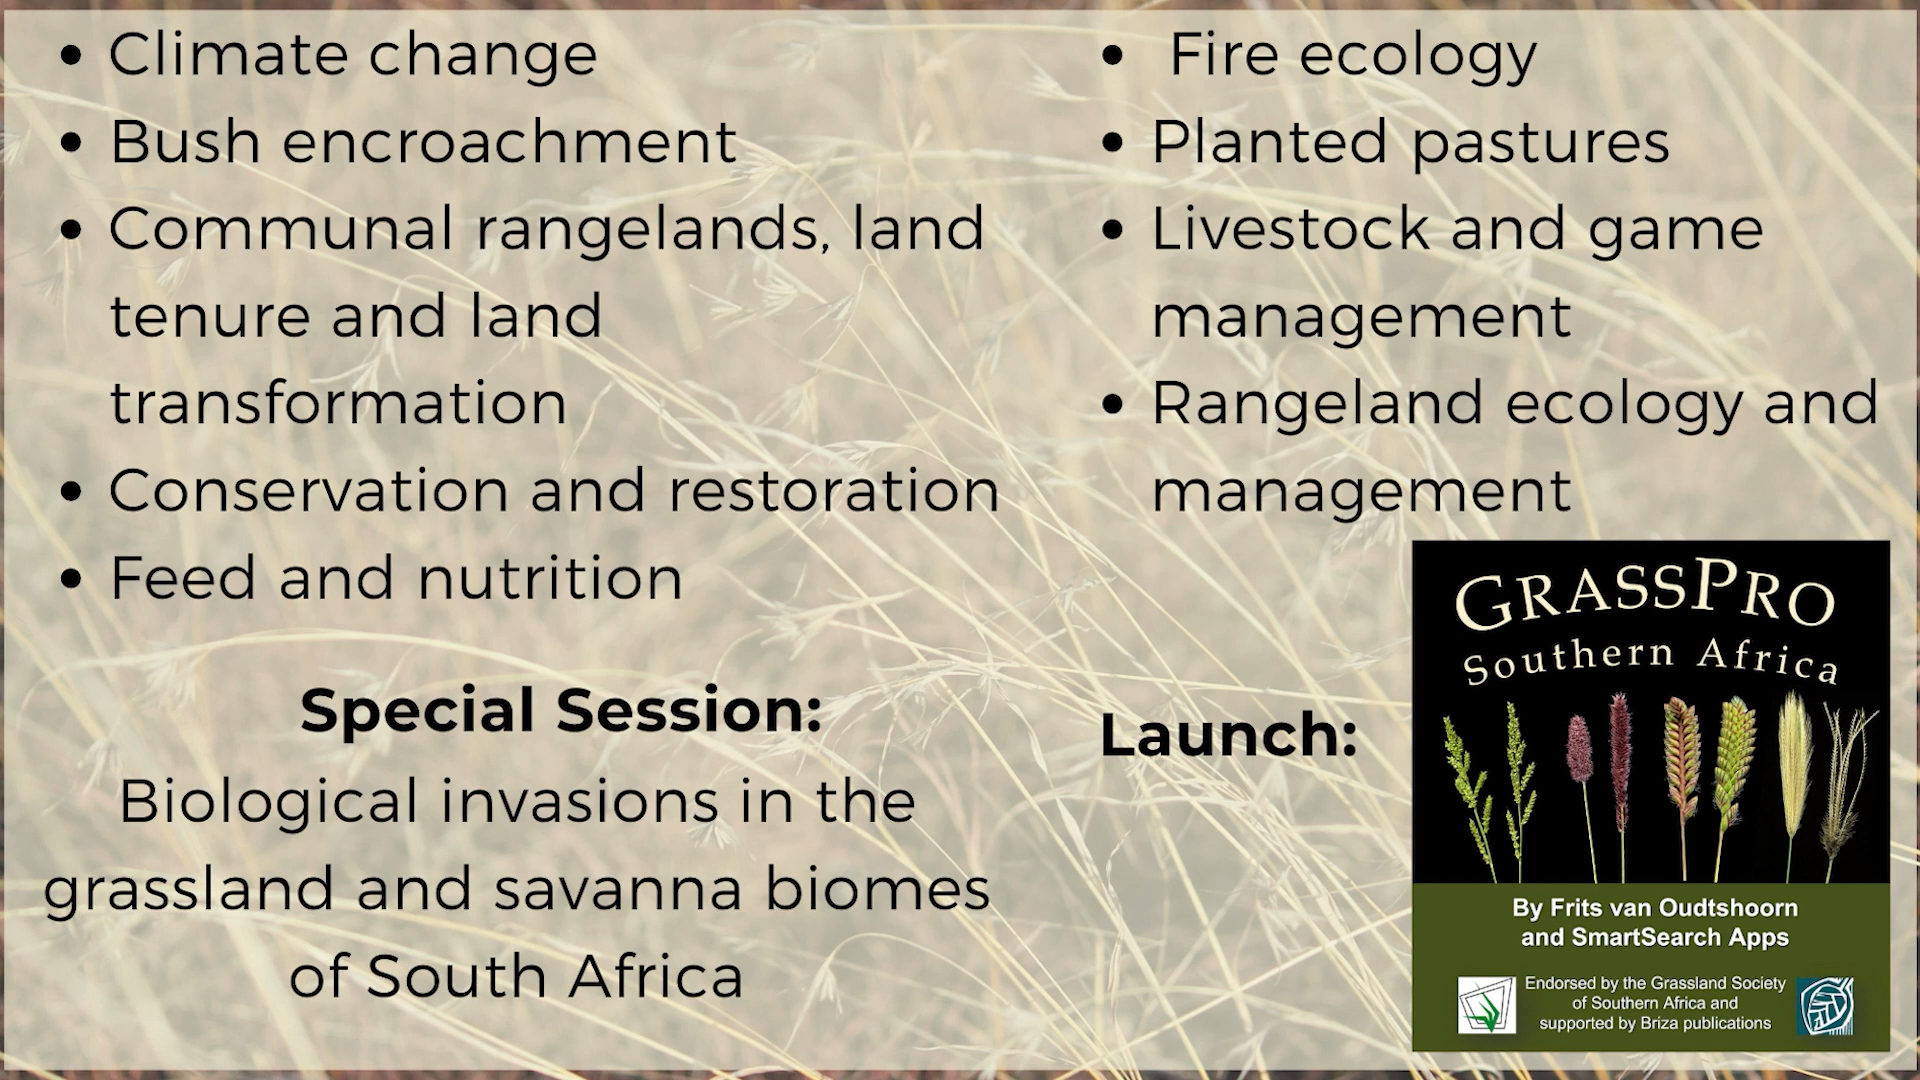 • Climate change
• Bush encroachment
• Communal rangelands, land
tenure and land
transformation
• Conservation and restoration
• Feed and nutrition
• Fire ecology
• Planted pastures
• Livestock and game
management
• Rangeland ecology and
management
Special Session:
Biological invasions in the
grassland and savanna biomes
of South Africa
Launch:
GRASSPRO
Southern Africa
By Frits van Oudtshoorn
and SmartSearch Apps
Endorsed by the Grassland Society
of Southern Africa and
supported by Briza publications